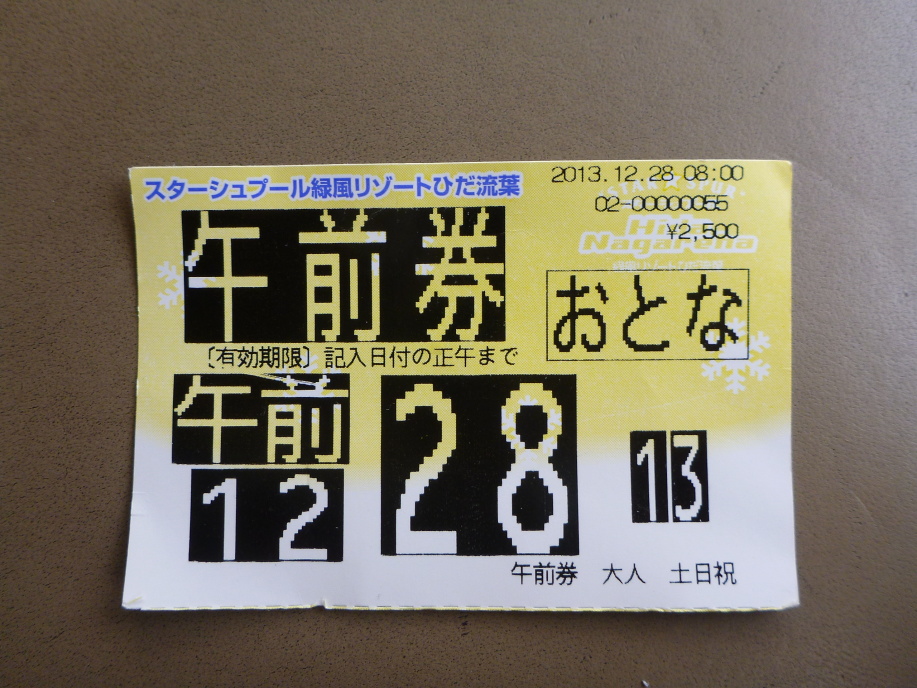 スターシュプール緑風リゾートひだ流葉
2013.12.28 08:00
02-00000055
¥2,500
STAR★SPUR
Hida
Nagareha
午前券
おとな
〔有効期限〕記入日付の正午まで
午前
12 28 13
午前券 大人 土日祝